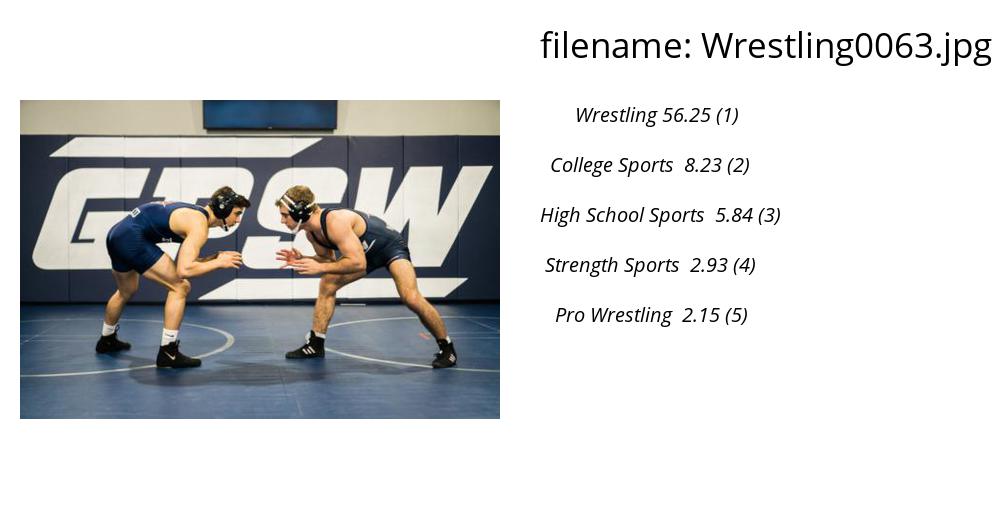 filename: Wrestling0063.jpg
Wrestling 56.25 (1)
College Sports 8.23 (2)
High School Sports 5.84 (3)
Strength Sports 2.93 (4)
Pro Wrestling 2.15 (5)
GPSW